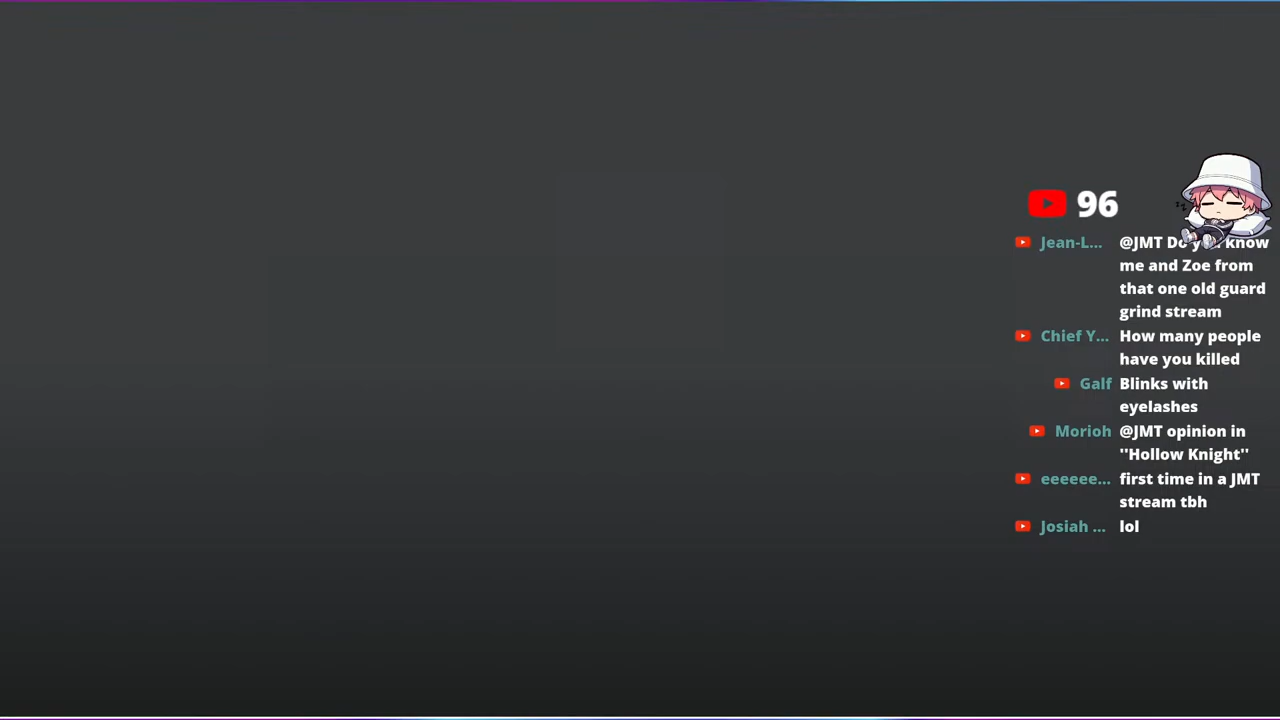 96
Jean-L... @JMT Do you know
me and Zoe from
that one old guard
grind stream
Chief Y... How many people
have you killed
Galf Blinks with
eyelashes
Morioh @JMT opinion in
''Hollow Knight''
eeeeee... first time in a JMT
stream tbh
Josiah ... lol